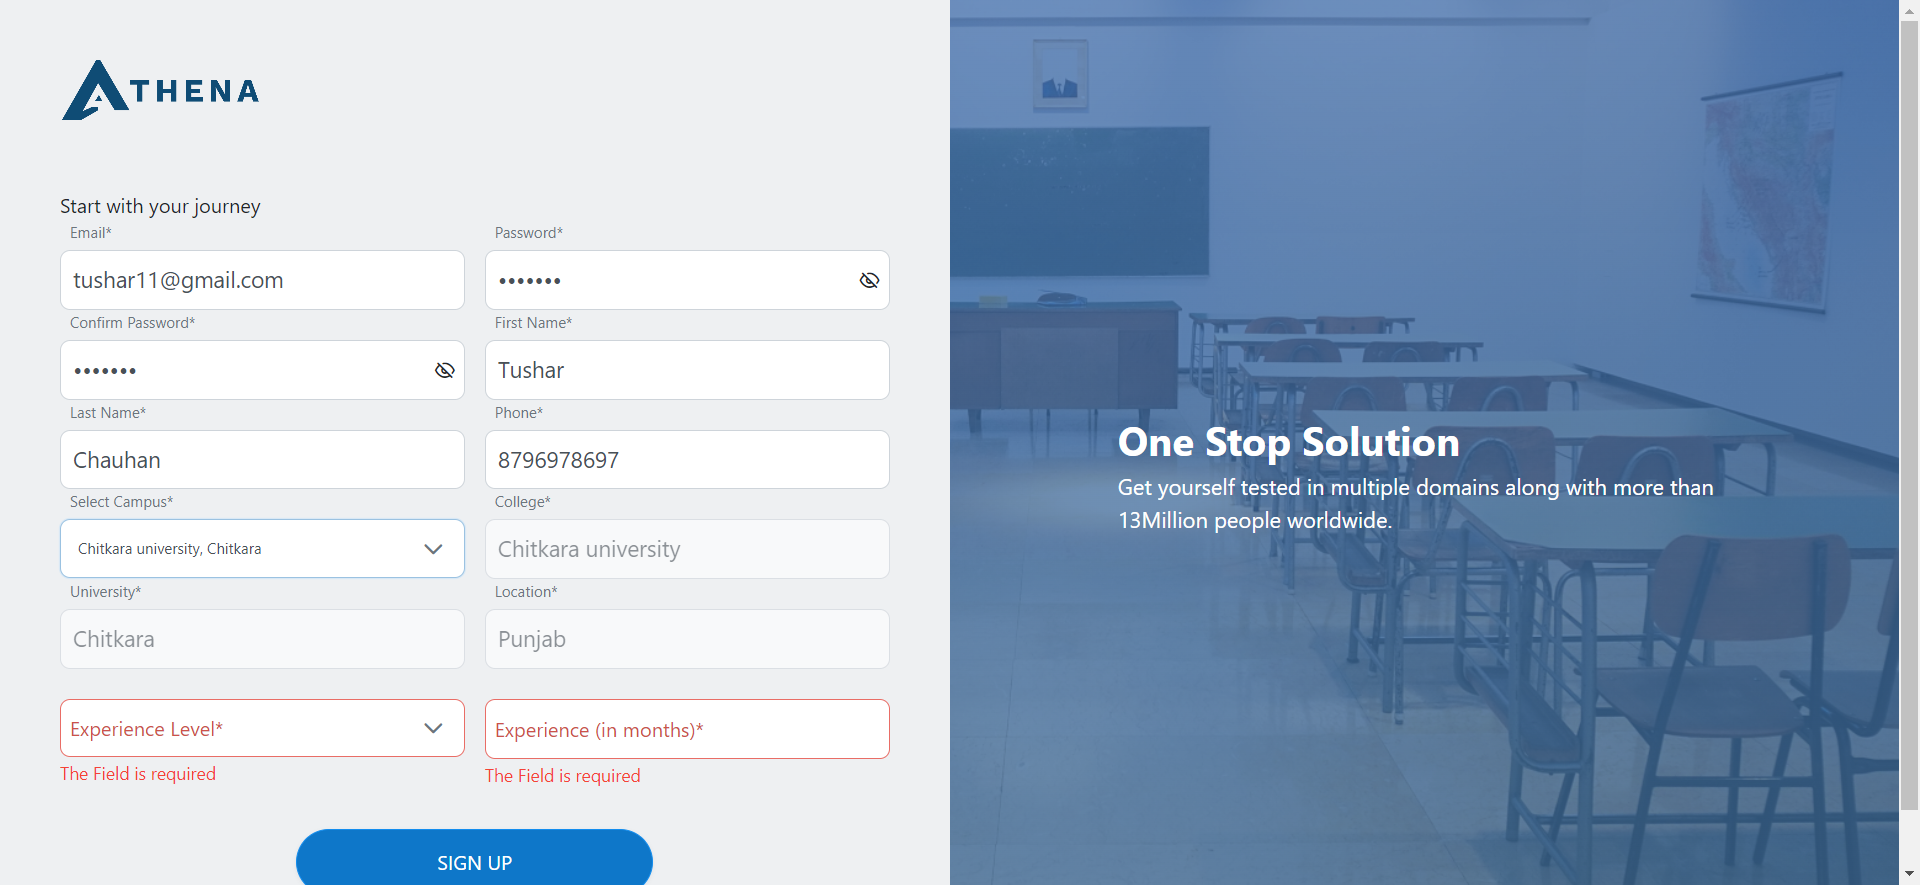 ATHENA
Start with your journey
Email*
Password*
tushar11@gmail.com
•••••••
Confirm Password*
First Name*
•••••••
Tushar
Last Name*
Phone*
Chauhan
8796978697
Select Campus*
College*
Chitkara university, Chitkara
Chitkara university
University*
Location*
Chitkara
Punjab
Experience Level*
Experience (in months)*
The Field is required
The Field is required
SIGN UP
One Stop Solution
Get yourself tested in multiple domains along with more than
13Million people worldwide.